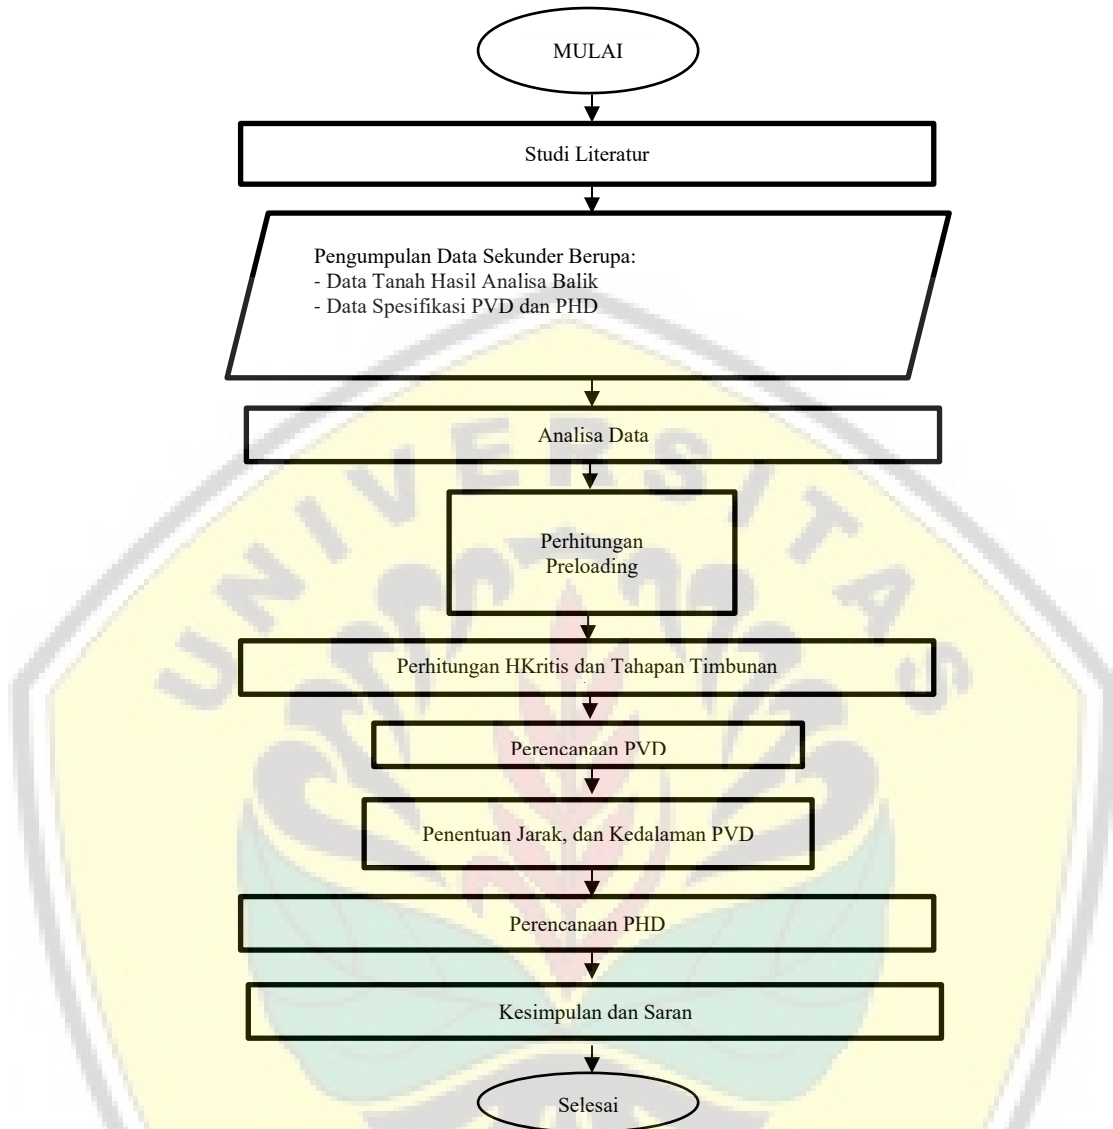 MULAI
Studi Literatur
Pengumpulan Data Sekunder Berupa:
- Data Tanah Hasil Analisa Balik
- Data Spesifikasi PVD dan PHD
UNIVERSITAS
Analisa Data
Perhitungan
Preloading
Perhitungan HKritis dan Tahapan Timbunan
Perencanaan PVD
Penentuan Jarak, dan Kedalaman PVD
Perencanaan PHD
Kesimpulan dan Saran
Selesai